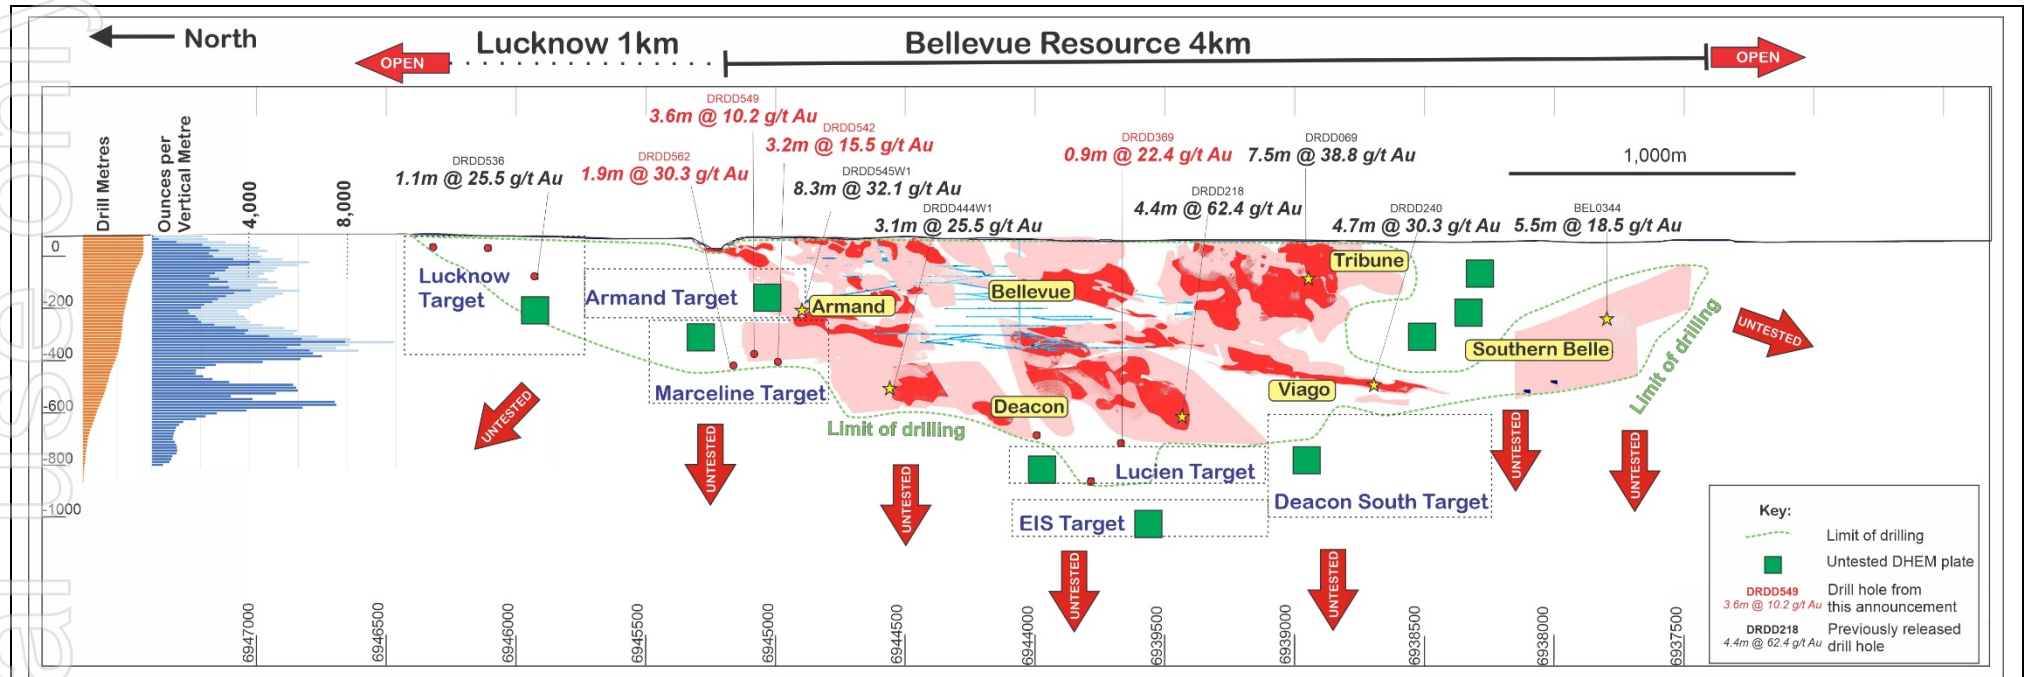 North
Lucknow 1km
Bellevue Resource 4km
OPEN
OPEN
DRDD549
3.6m @ 10.2 g/t Au
DRDD542
3.2m @ 15.5 g/t Au
DRDD536
1.1m @ 25.5 g/t Au
DRDD562
1.9m @ 30.3 g/t Au
DRDD545W1
8.3m @ 32.1 g/t Au
DRDD444W1
3.1m @ 25.5 g/t Au
DRDD369
0.9m @ 22.4 g/t Au
DRDD069
7.5m @ 38.8 g/t Au
DRDD218
4.4m @ 62.4 g/t Au
DRDD240
4.7m @ 30.3 g/t Au
BEL0344
5.5m @ 18.5 g/t Au
1,000m
Drill Metres
Ounces per
Vertical Metre
4,000
8,000
0
-200
-400
-600
-800
-1000
Lucknow
Target
Armand Target
Armand
Bellevue
Tribune
Marceline Target
Deacon
Viago
Southern Belle
Limit of drilling
Limit of drilling
Lucien Target
EIS Target
Deacon South Target
UNTESTED
UNTESTED
UNTESTED
UNTESTED
UNTESTED
UNTESTED
UNTESTED
UNTESTED
Key:
Limit of drilling
Untested DHEM plate
DRDD549
3.6m @ 10.2 g/t Au
Drill hole from
this announcement
DRDD218
4.4m @ 62.4 g/t Au
Previously released
drill hole
6947000
6946500
6946000
6945500
6945000
6944500
6944000
6939500
6939000
6938500
6938000
6937500
al use only